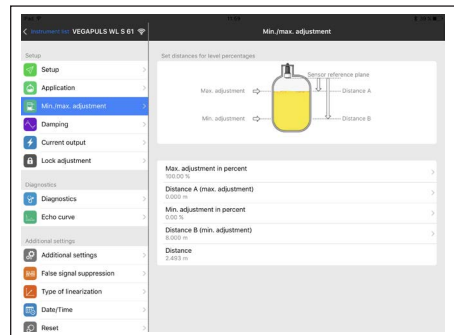 11:08
Instrument list VEGAPULS WL S 61
Min./max. adjustment
Setup
Setup
Application
Min./max. adjustment
Damping
Current output
Lock adjustment
Diagnostics
Diagnostics
Echo curve
Additional settings
Additional settings
False signal suppression
Type of linearization
Date/Time
Reset
Set distances for level percentages
Sensor reference plane
Max. adjustment
Distance A
Min. adjustment
Distance B
Max. adjustment in percent
100.00 %
Distance A (max. adjustment)
0.000 m
Min. adjustment in percent
0.00 %
Distance B (min. adjustment)
8.000 m
Distance
2.493 m